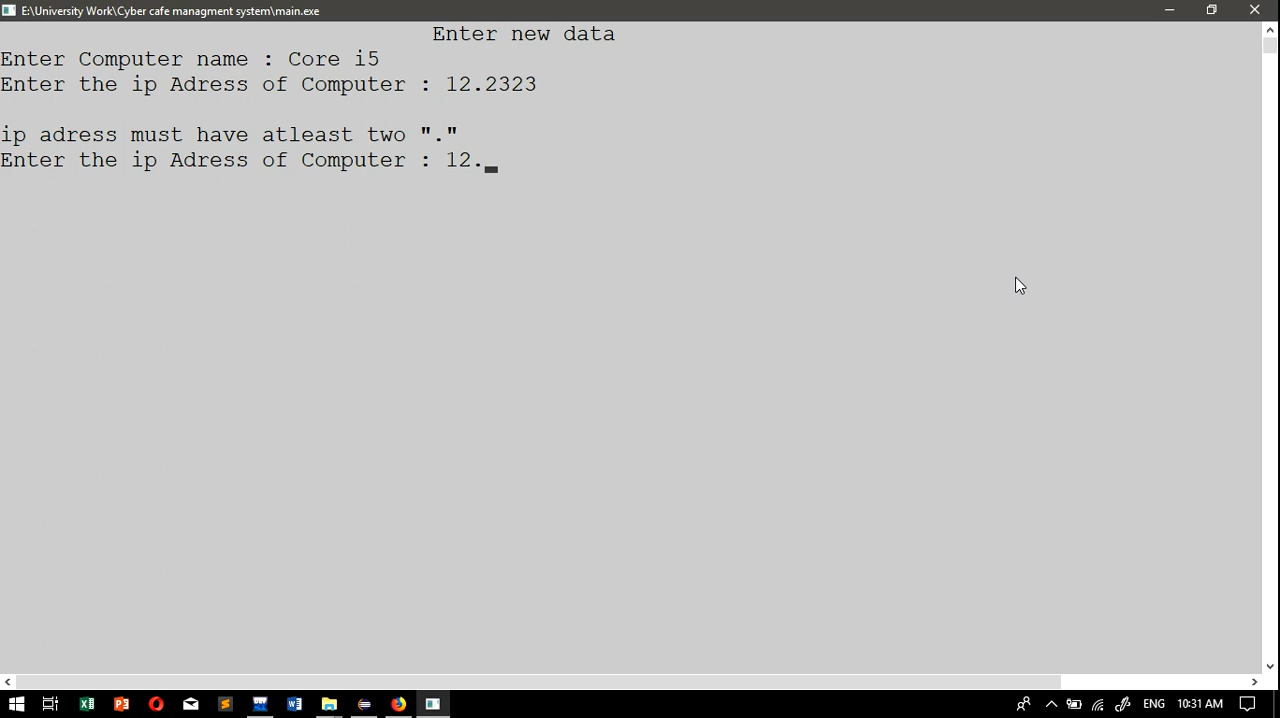 E:\University Work\Cyber cafe managment system\main.exe
Enter new data
Enter Computer name : Core i5
Enter the ip Adress of Computer : 12.2323
ip adress must have atleast two "."
Enter the ip Adress of Computer : 12.
ENG 10:31 AM